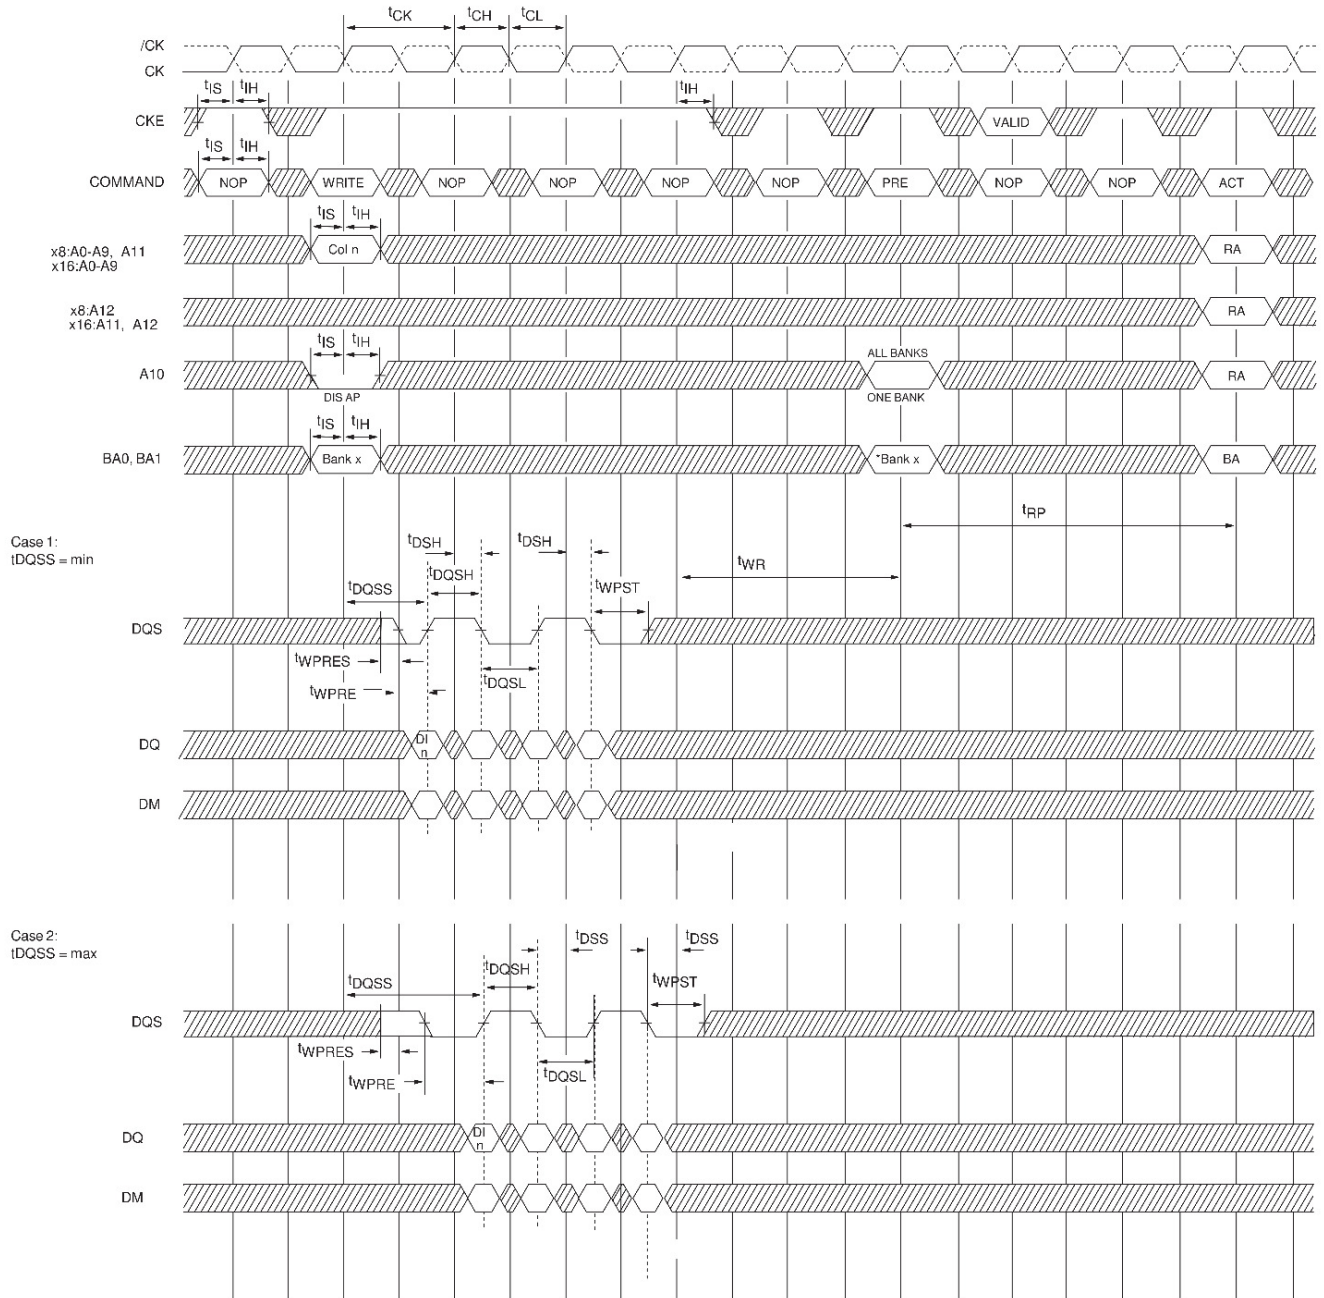 tCK tCH tCL
/CK
CK
tIS tIH tIH
CKE VALID
tIS tIH
COMMAND NOP WRITE NOP NOP NOP NOP PRE NOP NOP ACT
tIS tIH
x8:A0-A9, A11 Col n RA
x16:A0-A9
x8:A12 RA
x16:A11, A12
tIS tIH ALL BANKS
A10 RA
DIS AP ONE BANK
tIS tIH
BA0, BA1 Bank x *Bank x BA
tRP
Case 1:
tDQSS = min
tDSH tDSH
tDQSH tWR
tDQSS tWPST
DQS
tWPRES
tDQSL
tWPRE
DQ DI
n
DM
Case 2:
tDQSS = max
tDSS tDSS
tDQSH
tDQSS tWPST
DQS
tWPRES
tDQSL
tWPRE
DQ DI
n
DM